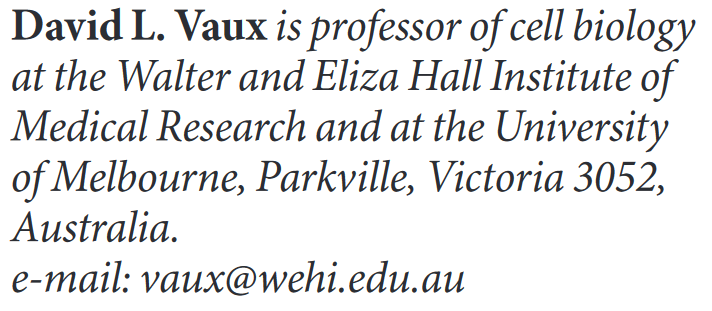 David L. Vaux is professor of cell biology
at the Walter and Eliza Hall Institute of
Medical Research and at the University
of Melbourne, Parkville, Victoria 3052,
Australia.
e-mail: vaux@wehi.edu.au